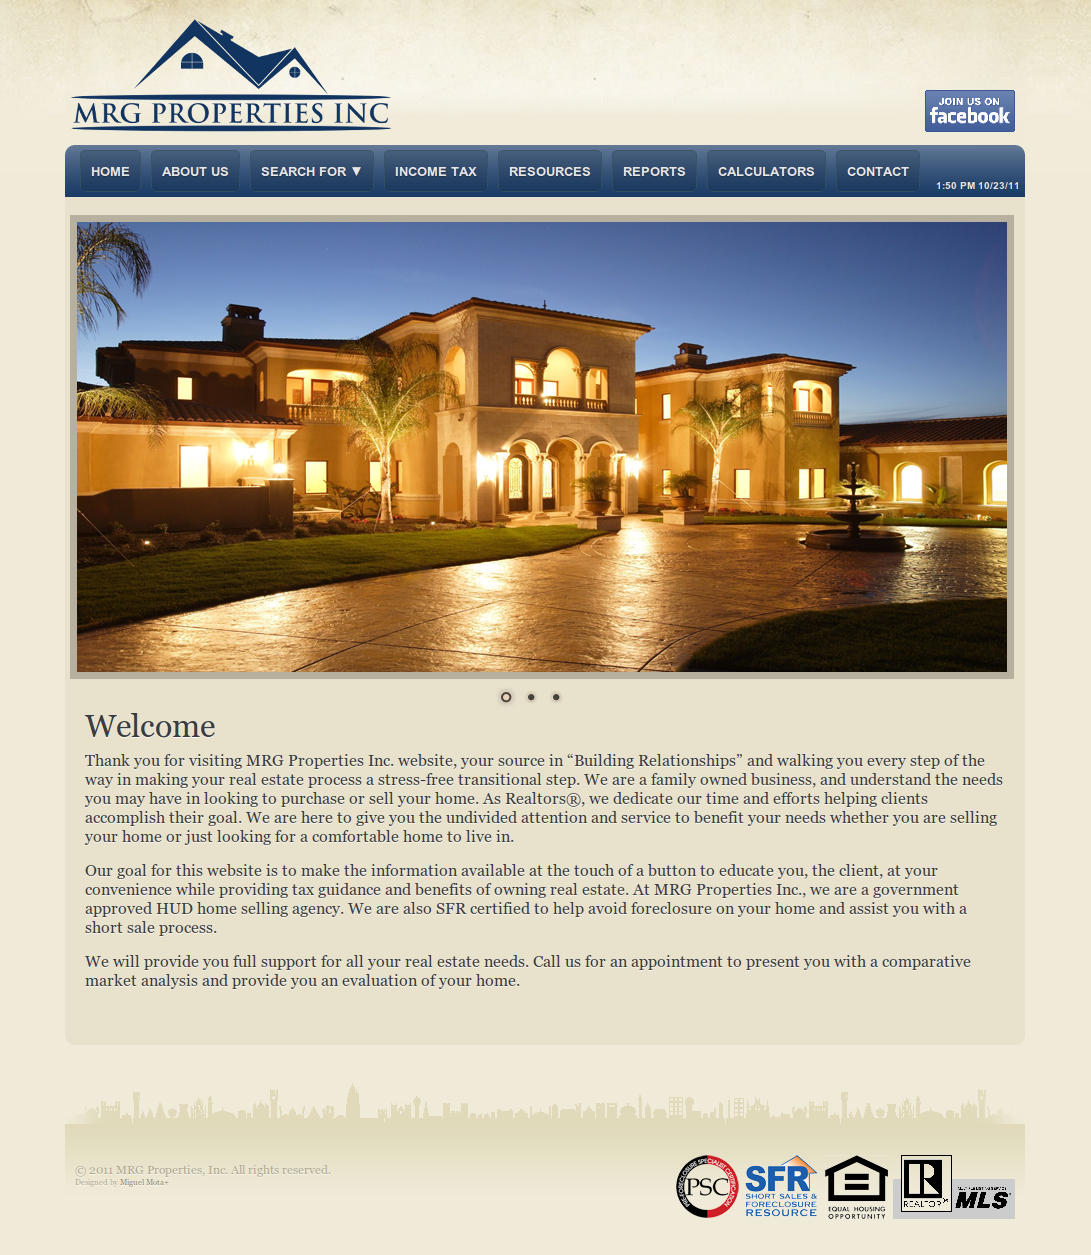 MRG PROPERTIES INC
JOIN US ON
facebook
HOME
ABOUT US
SEARCH FOR ▼
INCOME TAX
RESOURCES
REPORTS
CALCULATORS
CONTACT
1:50 PM 10/23/11
Welcome
Thank you for visiting MRG Properties Inc. website, your source in “Building Relationships” and walking you every step of the
way in making your real estate process a stress-free transitional step. We are a family owned business, and understand the needs
you may have in looking to purchase or sell your home. As Realtors®, we dedicate our time and efforts helping clients
accomplish their goal. We are here to give you the undivided attention and service to benefit your needs whether you are selling
your home or just looking for a comfortable home to live in.
Our goal for this website is to make the information available at the touch of a button to educate you, the client, at your
convenience while providing tax guidance and benefits of owning real estate. At MRG Properties Inc., we are a government
approved HUD home selling agency. We are also SFR certified to help avoid foreclosure on your home and assist you with a
short sale process.
We will provide you full support for all your real estate needs. Call us for an appointment to present you with a comparative
market analysis and provide you an evaluation of your home.
© 2011 MRG Properties, Inc. All rights reserved.
Designed by Miguel Mota+
PRE-FORECLOSURE SPECIALIST CERTIFICATION
PSC
SFR
SHORT SALES &
FORECLOSURE
RESOURCE
EQUAL HOUSING
OPPORTUNITY
R
REALTOR
MULTIPLE LISTING SERVICE
MLS